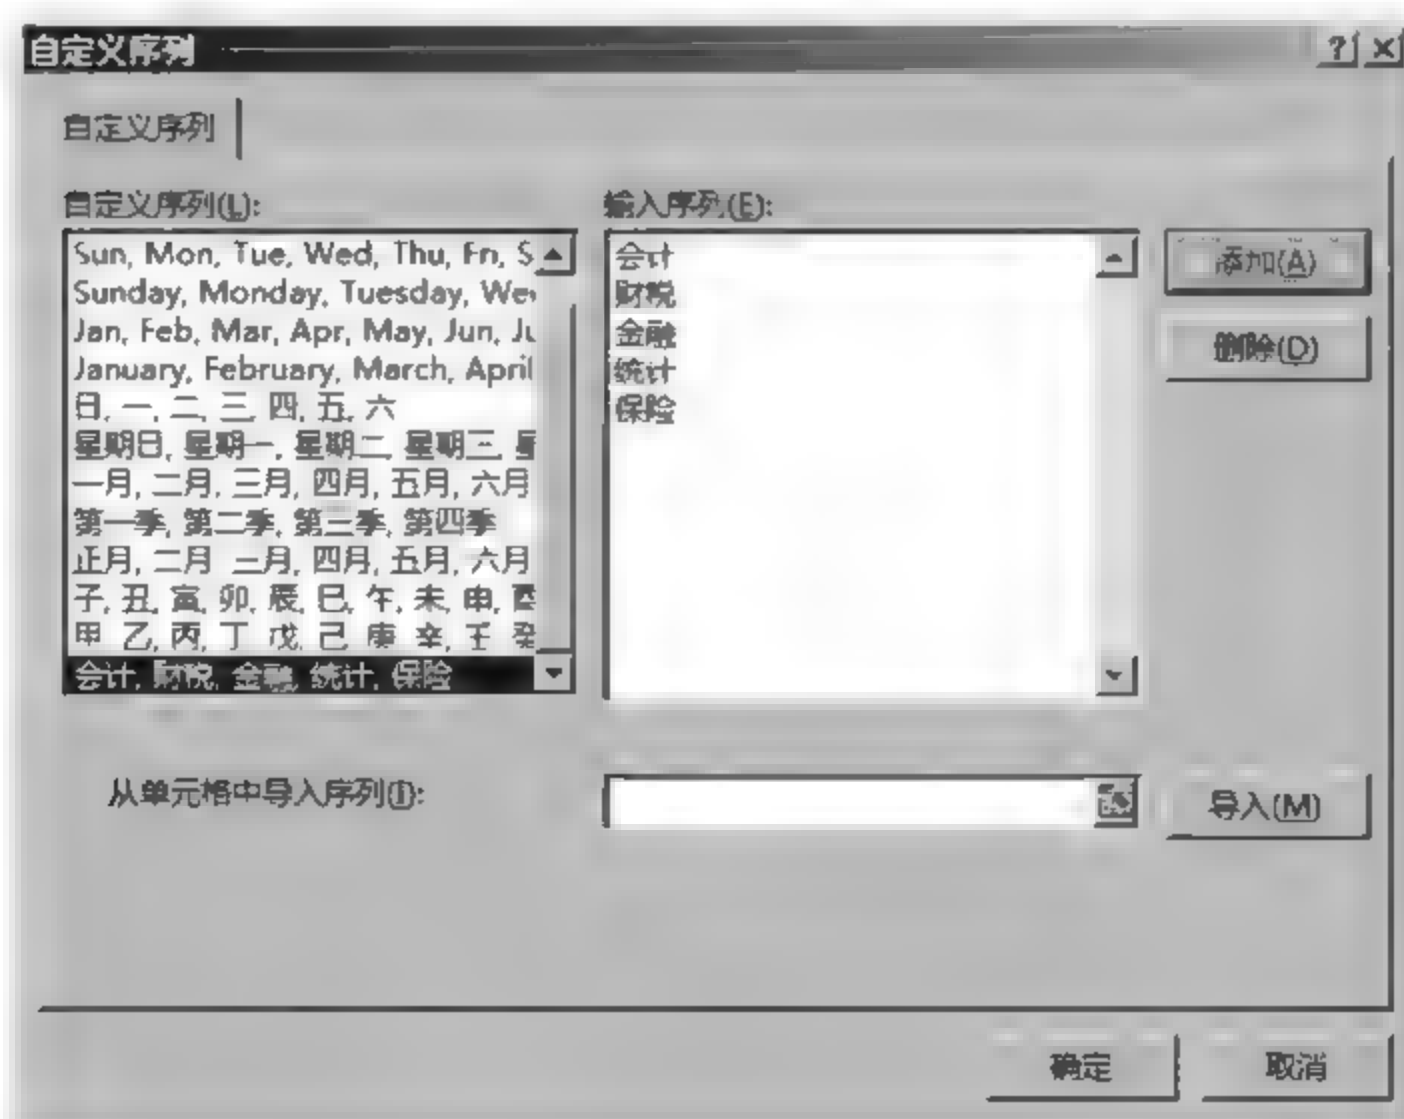 自定义序列
自定义序列
自定义序列(L):
Sun, Mon, Tue, Wed, Thu, Fri, S
Sunday, Monday, Tuesday, We
Jan, Feb, Mar, Apr, May, Jun, Ju
January, February, March, April
日, 一, 二, 三, 四, 五, 六
星期日, 星期一, 星期二, 星期三, 星
一月, 二月, 三月, 四月, 五月, 六月
第一季, 第二季, 第三季, 第四季
正月, 二月, 三月, 四月, 五月, 六月
子, 丑, 寅, 卯, 辰, 巳, 午, 未, 申, 酉
甲, 乙, 丙, 丁, 戊, 己, 庚, 辛, 壬, 癸
会计, 财税, 金融, 统计, 保险
输入序列(E):
会计
财税
金融
统计
保险
添加(A)
删除(D)
从单元格中导入序列(I):
导入(M)
确定
取消